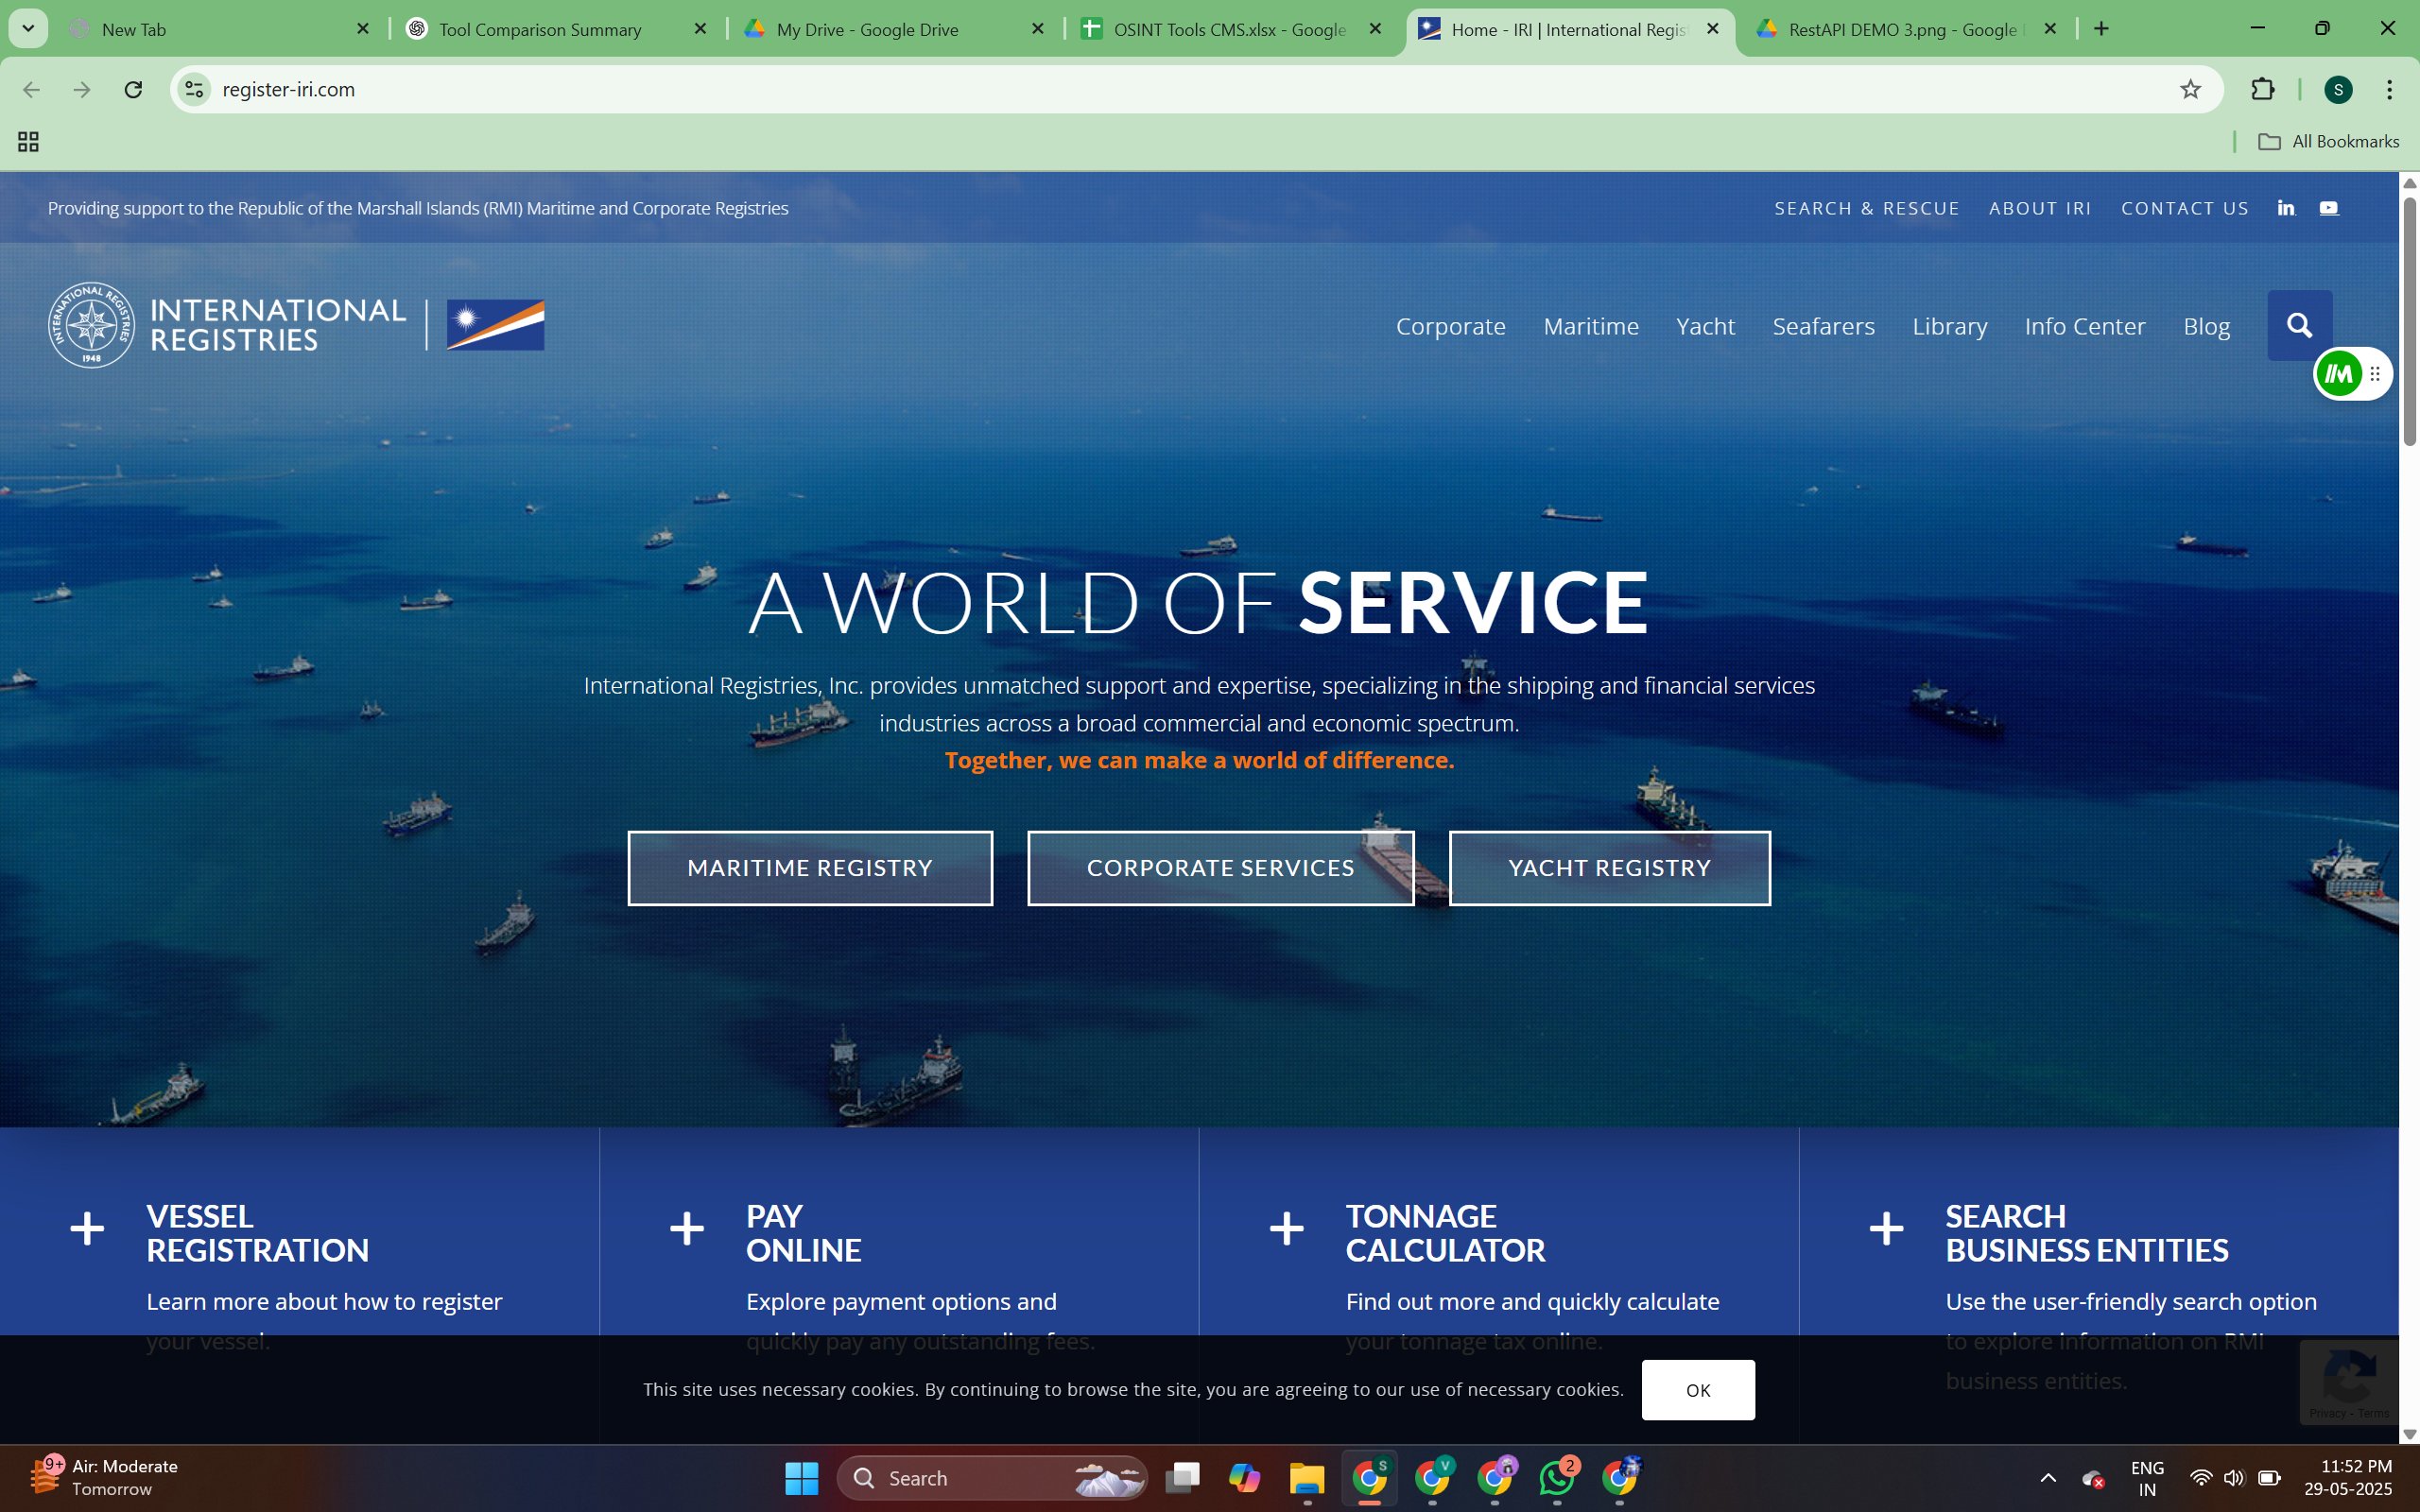 New Tab
Tool Comparison Summary
My Drive - Google Drive
OSINT Tools CMS.xlsx - Google
Home - IRI | International Regis
RestAPI DEMO 3.png - Google
register-iri.com
S
All Bookmarks
Providing support to the Republic of the Marshall Islands (RMI) Maritime and Corporate Registries
SEARCH & RESCUE ABOUT IRI CONTACT US
INTERNATIONAL REGISTRIES
1948
INTERNATIONAL
REGISTRIES
Corporate Maritime Yacht Seafarers Library Info Center Blog
A WORLD OF SERVICE
International Registries, Inc. provides unmatched support and expertise, specializing in the shipping and financial services
industries across a broad commercial and economic spectrum.
Together, we can make a world of difference.
MARITIME REGISTRY
CORPORATE SERVICES
YACHT REGISTRY
VESSEL
REGISTRATION
Learn more about how to register
your vessel.
PAY
ONLINE
Explore payment options and
quickly pay any outstanding fees.
TONNAGE
CALCULATOR
Find out more and quickly calculate
your tonnage tax online.
SEARCH
BUSINESS ENTITIES
Use the user-friendly search option
to explore information on RMI
business entities.
This site uses necessary cookies. By continuing to browse the site, you are agreeing to our use of necessary cookies.
OK
Privacy - Terms
9+
Air: Moderate
Tomorrow
Search
S
V
2
ENG
IN
11:52 PM
29-05-2025